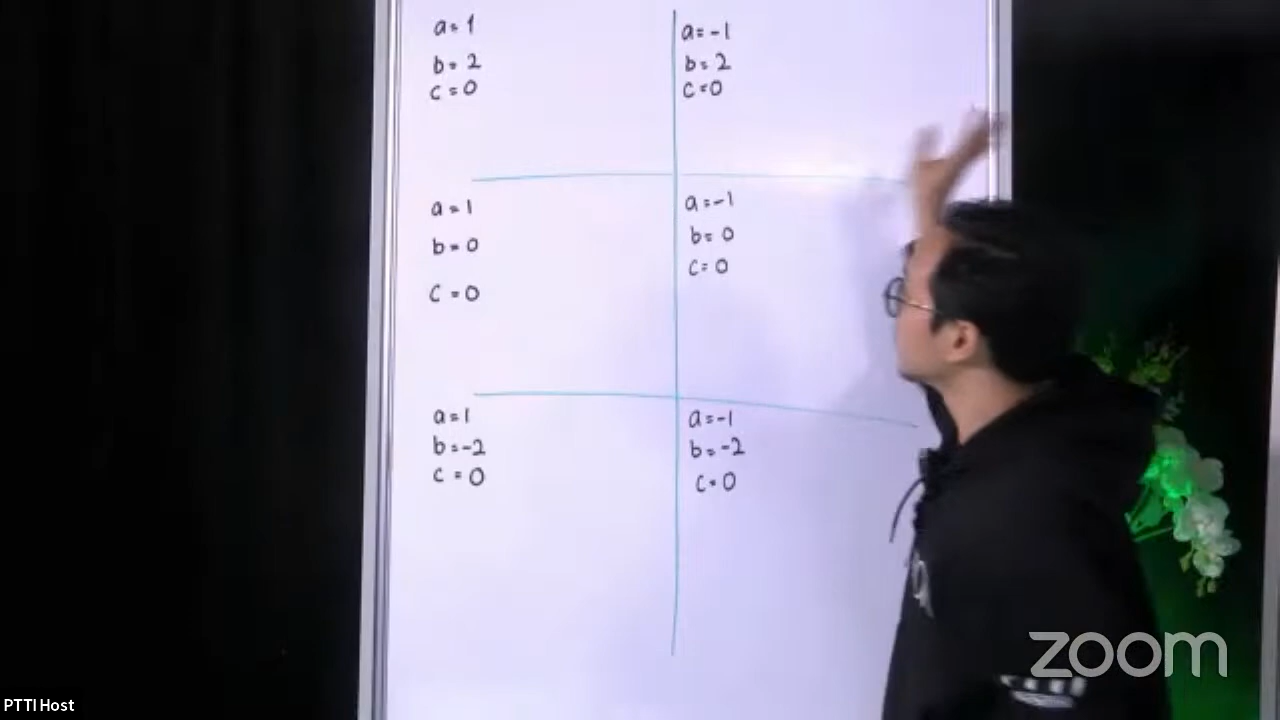 a = 1
b = 2
c = 0
a = -1
b = 2
c = 0
a = 1
b = 0
c = 0
a = -1
b = 0
c = 0
a = 1
b = -2
c = 0
a = -1
b = -2
c = 0
zoom
PTTI Host